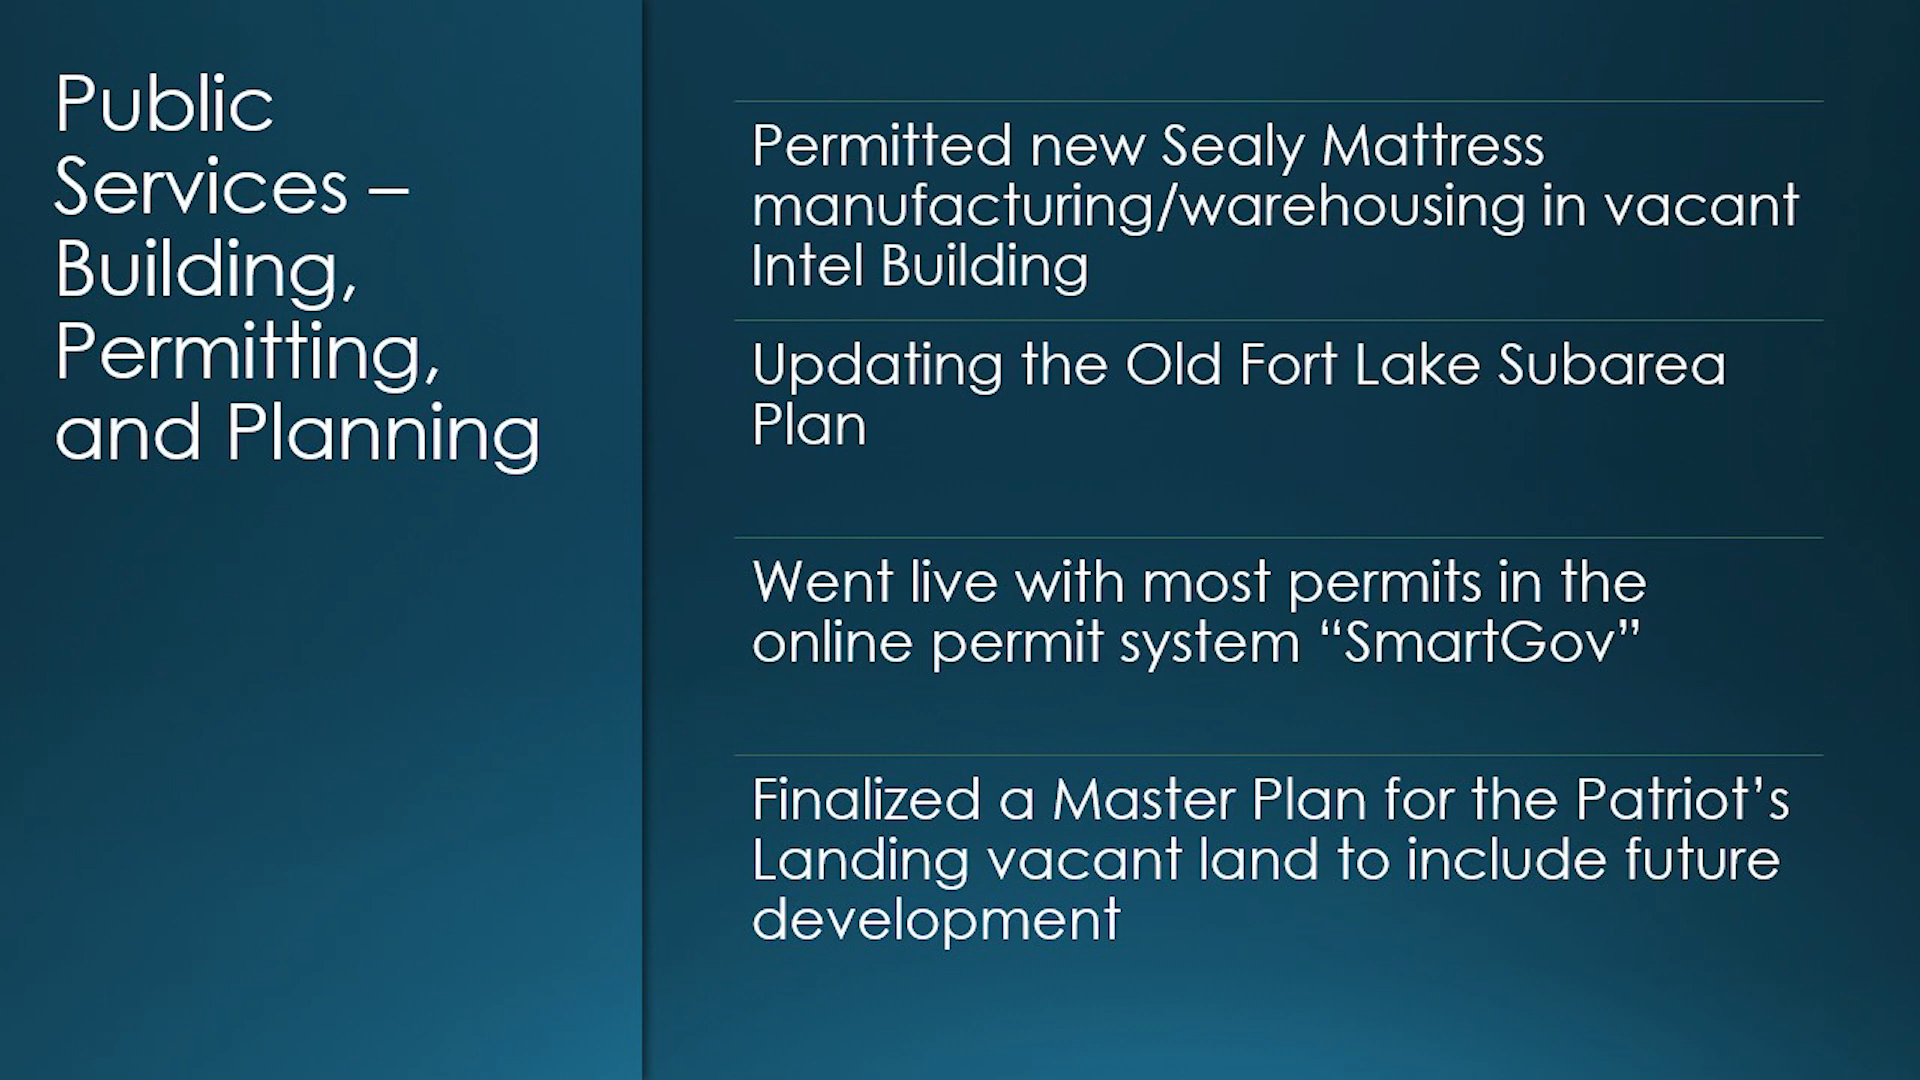 Public
Services –
Building,
Permitting,
and Planning
Permitted new Sealy Mattress
manufacturing/warehousing in vacant
Intel Building
Updating the Old Fort Lake Subarea
Plan
Went live with most permits in the
online permit system “SmartGov”
Finalized a Master Plan for the Patriot’s
Landing vacant land to include future
development